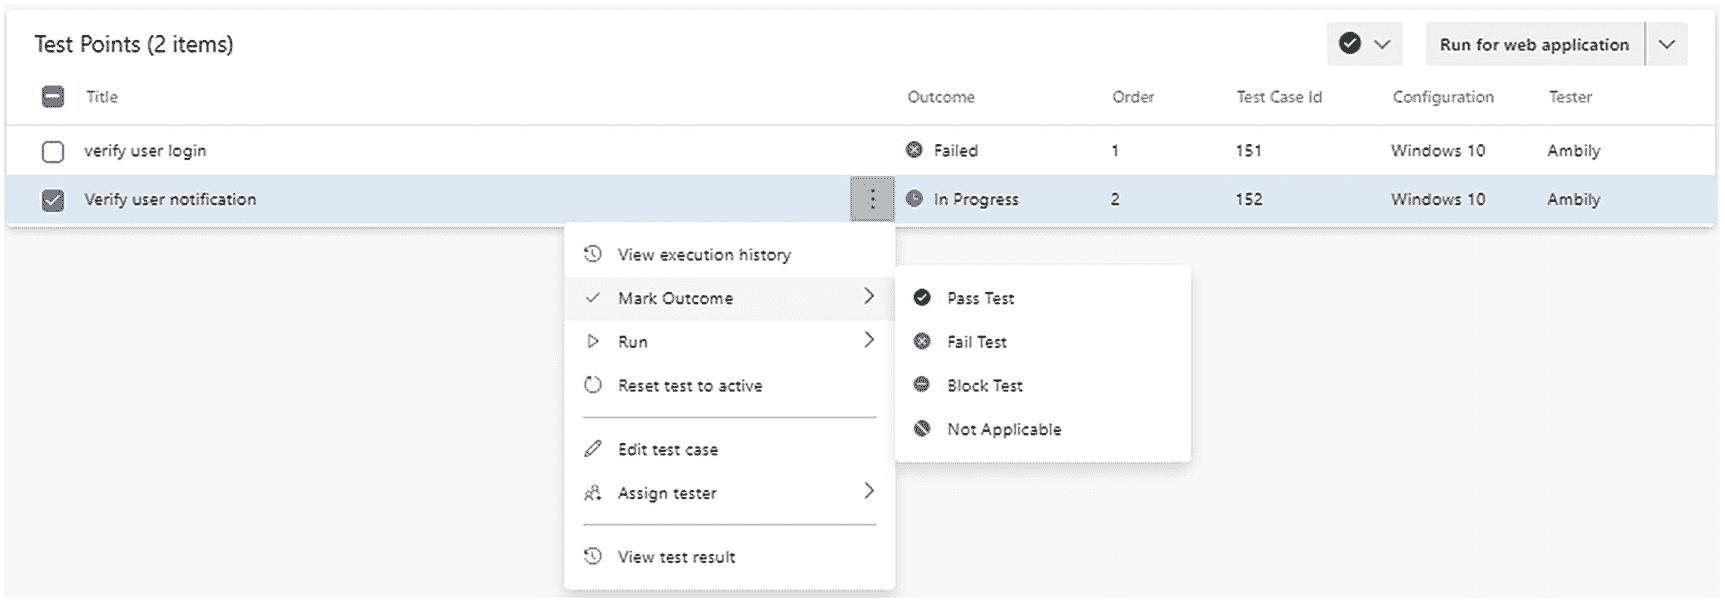 Test Points (2 items)
Run for web application
Title Outcome Order Test Case Id Configuration Tester
verify user login Failed 1 151 Windows 10 Ambily
Verify user notification In Progress 2 152 Windows 10 Ambily
View execution history
Mark Outcome
Run
Reset test to active
Edit test case
Assign tester
View test result
Pass Test
Fail Test
Block Test
Not Applicable